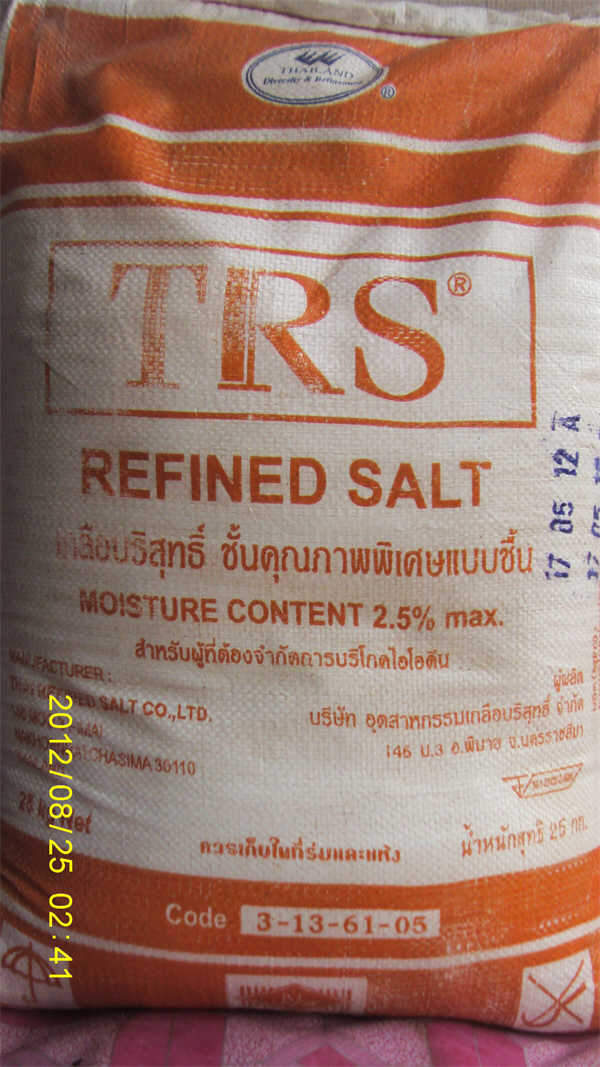 THAILAND
Diversity & Refinement
®
TRS®
REFINED SALT
เกลือบริสุทธิ์ ชั้นคุณภาพพิเศษแบบชื้น
MOISTURE CONTENT 2.5% max.
สำหรับผู้ที่ต้องจำกัดการบริโภคไอโอดีน
MANUFACTURER :
SALT CO.,LTD.
30110
ผู้ผลิต
บริษัท อุตสาหกรรมเกลือบริสุทธิ์ จำกัด
146 ม.3 อ.พิมาย จ.นครราชสีมา
Net
น้ำหนักสุทธิ 25 กก.
ควรเก็บในที่ร่มและแห้ง
Code 3-13-61-05
17 05 12 A
2012/08/25 02:41